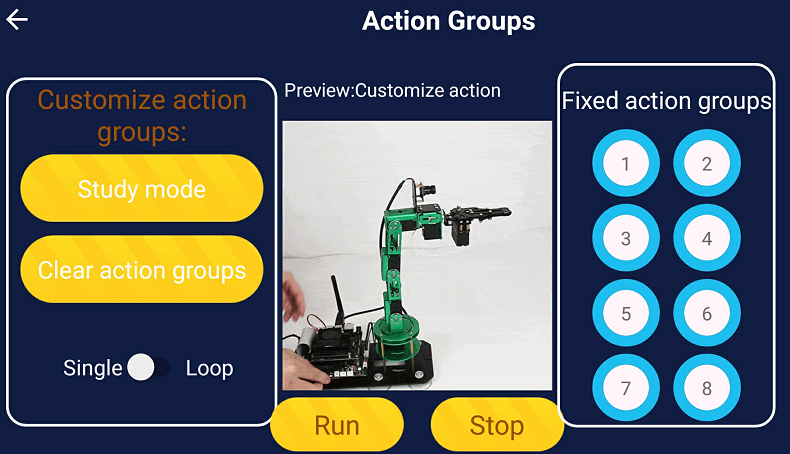 Action Groups
Customize action
groups:
Study mode
Clear action groups
Single Loop
Preview:Customize action
Run Stop
Fixed action groups
1 2
3 4
5 6
7 8